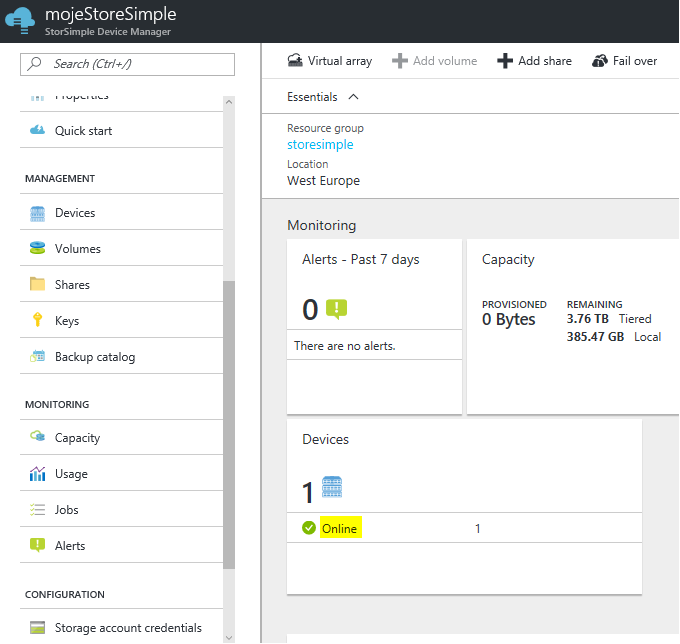 mojeStoreSimple
StorSimple Device Manager
Search (Ctrl+/)
Properties
Quick start
MANAGEMENT
Devices
Volumes
Shares
Keys
Backup catalog
MONITORING
Capacity
Usage
Jobs
Alerts
CONFIGURATION
Storage account credentials
Virtual array
Add volume
Add share
Fail over
Essentials
Resource group
storesimple
Location
West Europe
Monitoring
Alerts - Past 7 days
0
There are no alerts.
Capacity
PROVISIONED
0 Bytes
REMAINING
3.76 TB Tiered
385.47 GB Local
Devices
1
Online 1